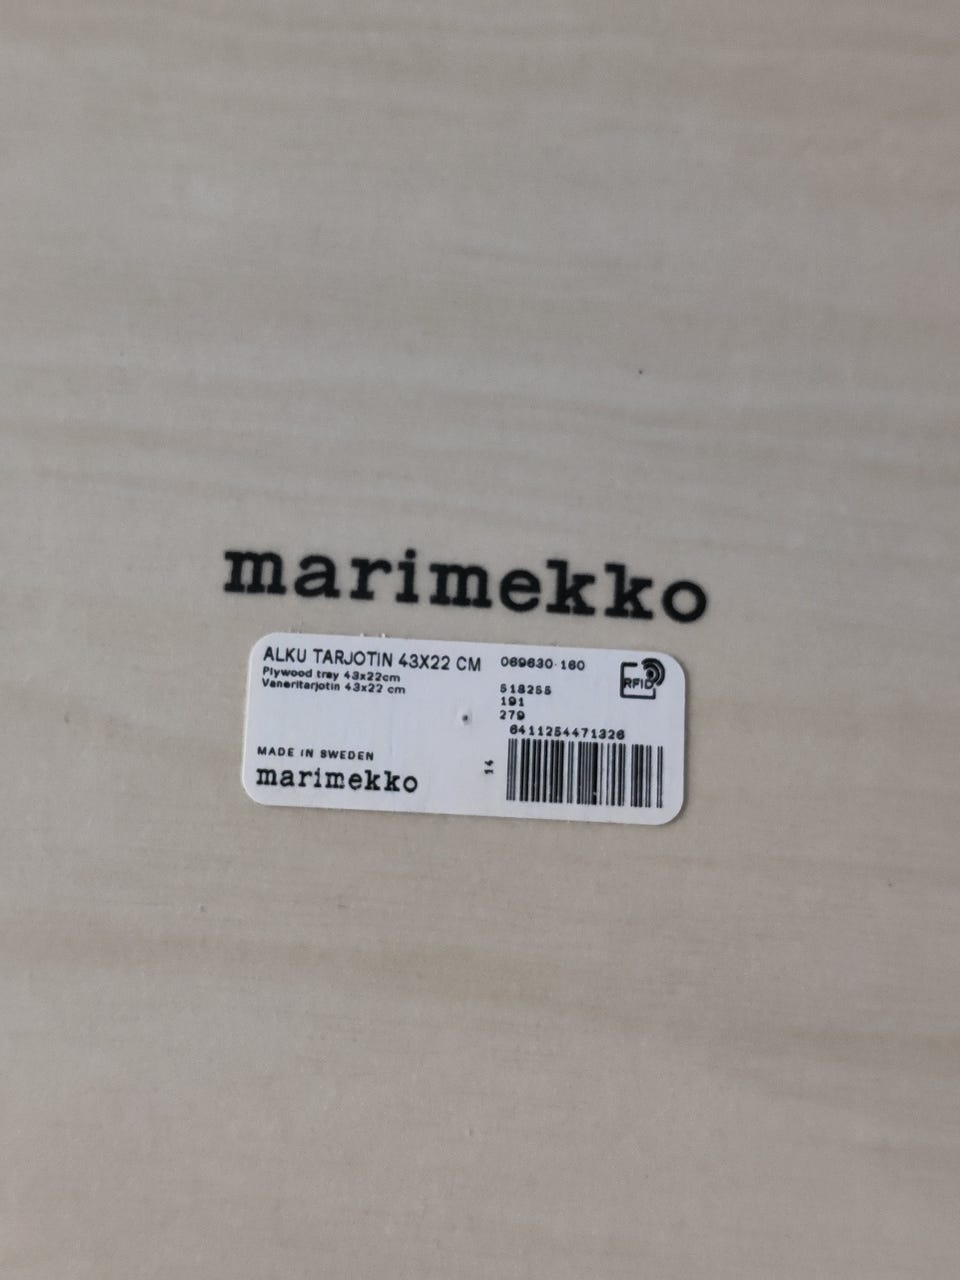 marimekko
ALKU TARJOTIN 43X22 CM
Plywood tray 43x22cm
Vaneritarjotin 43x22 cm
MADE IN SWEDEN
marimekko
069630-160
RFID
518255
191
279
6411254471326
14